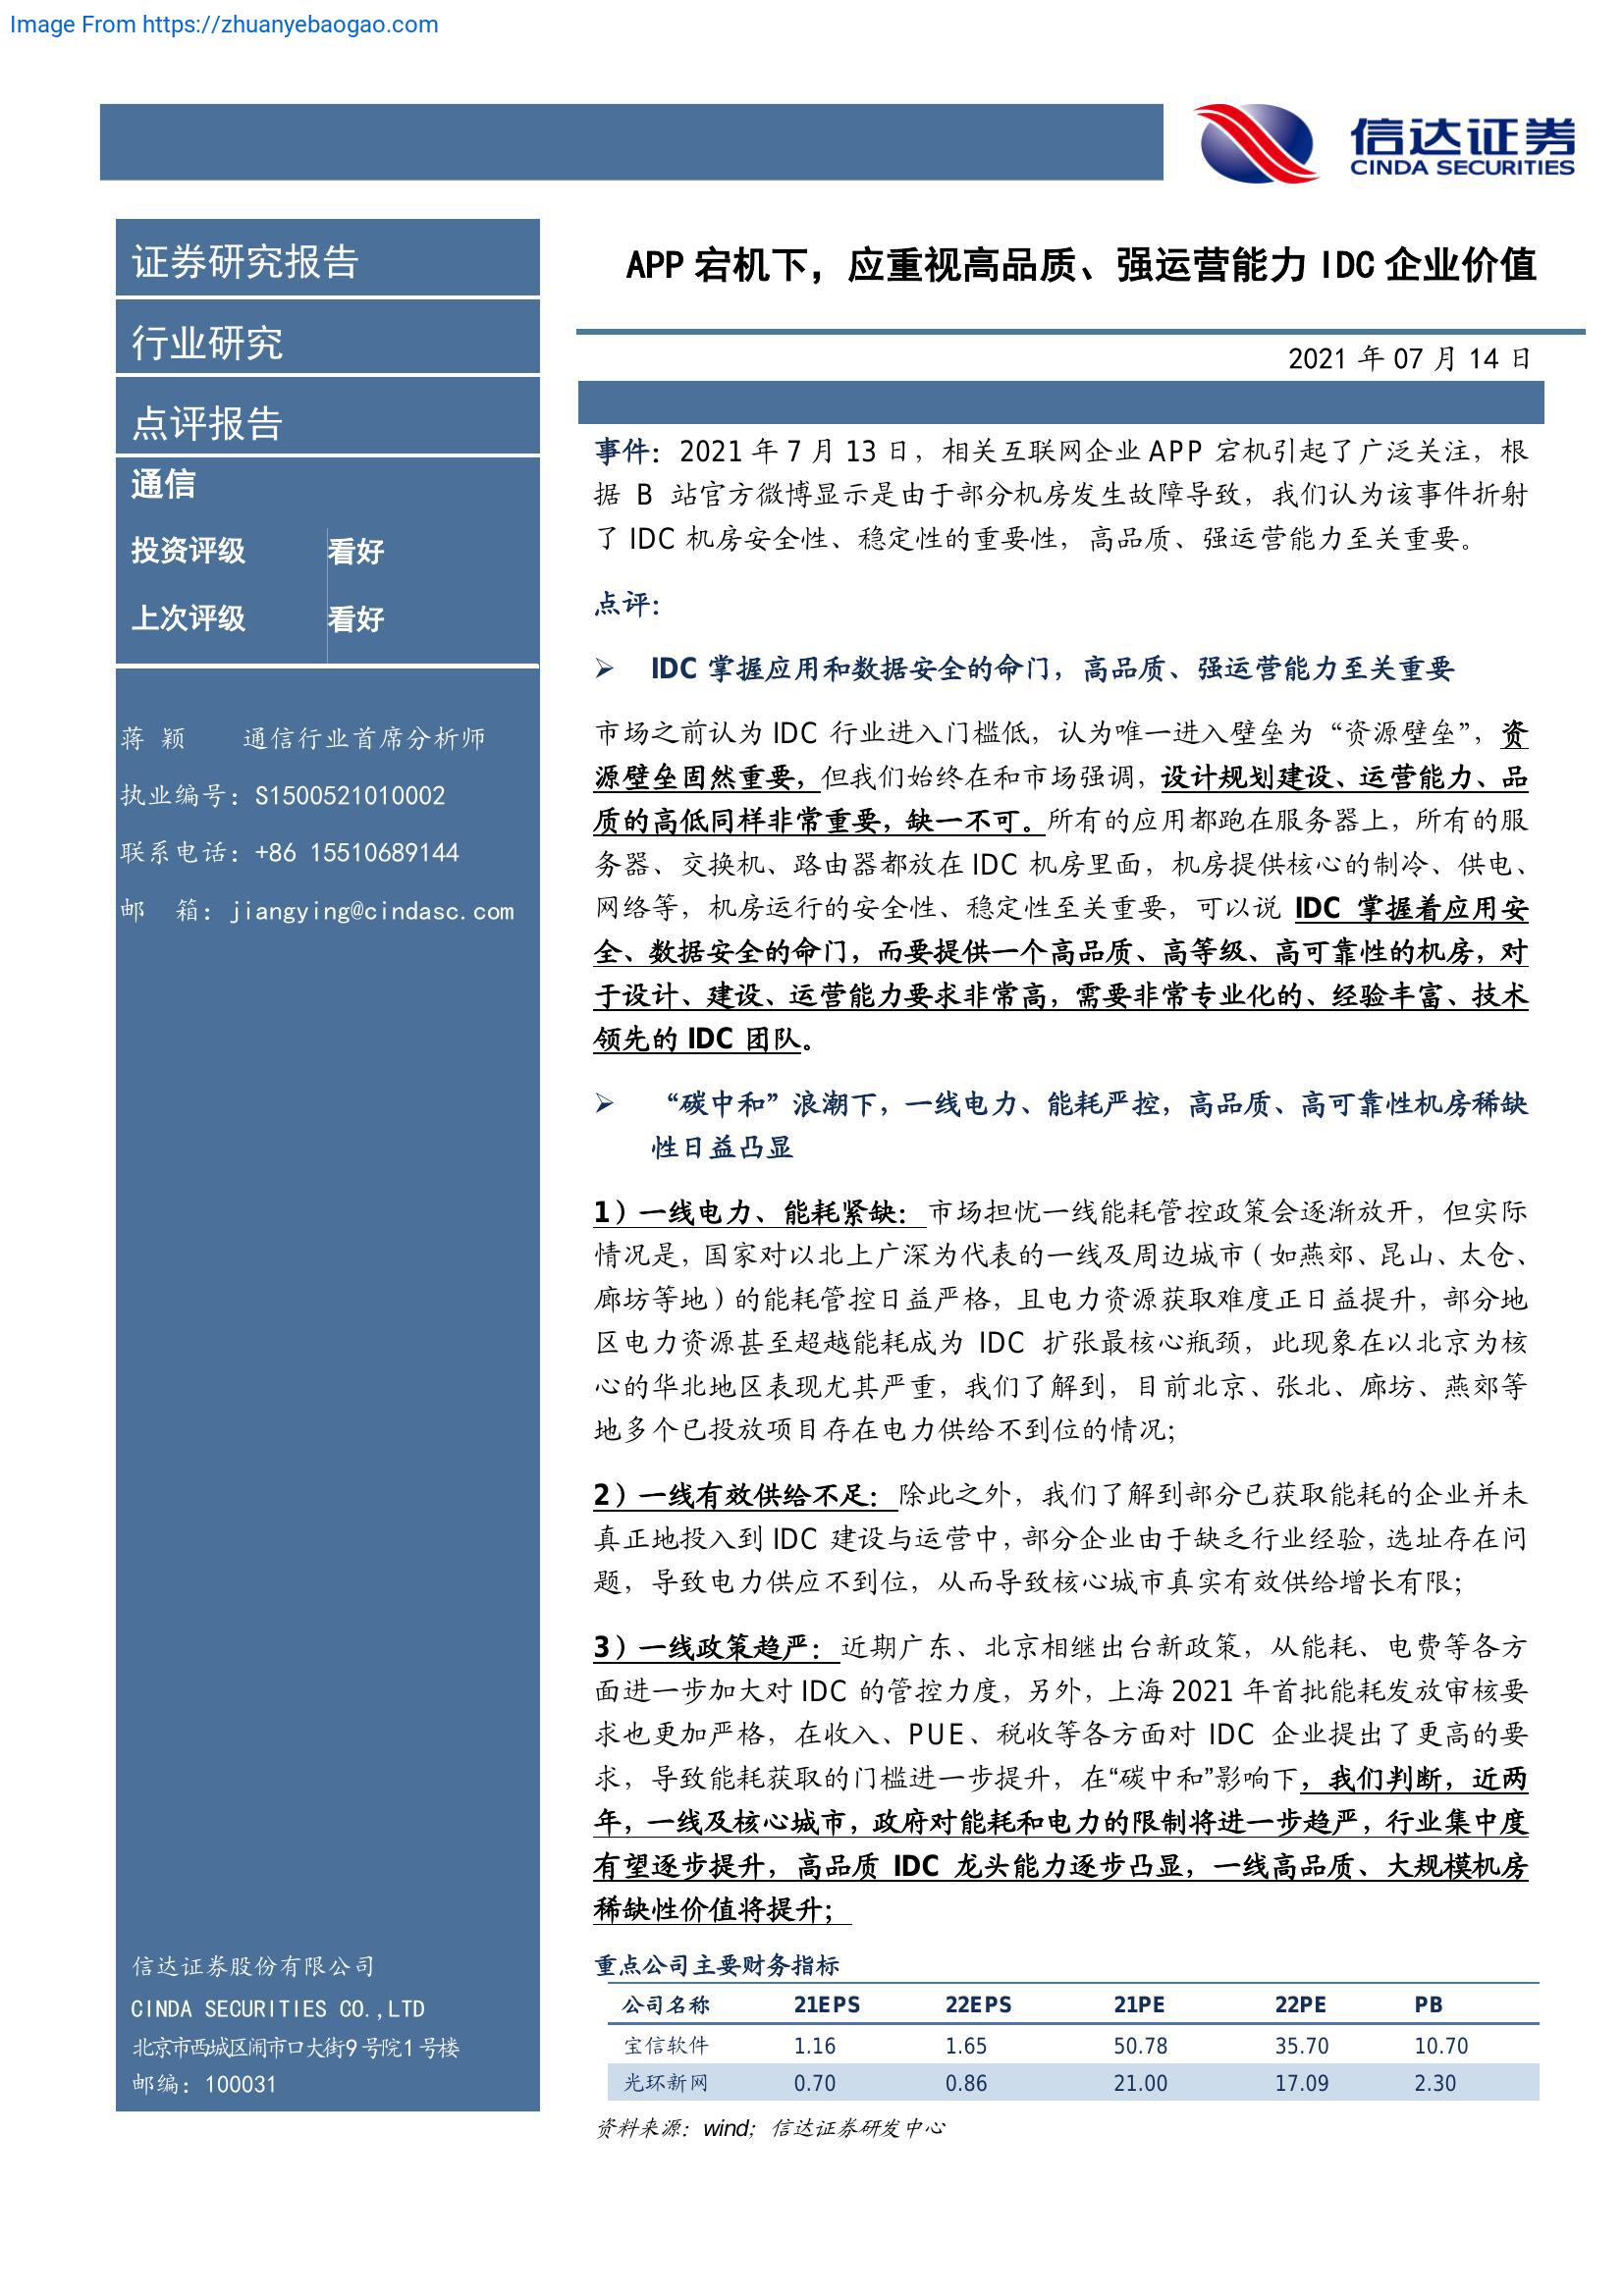 Image From https://zhuanyebaogao.com
信达证券
CINDA SECURITIES
证券研究报告
行业研究
点评报告
通信
投资评级 看好
上次评级 看好
蒋 颖 通信行业首席分析师
执业编号：S1500521010002
联系电话：+86 15510689144
邮 箱：jiangying@cindasc.com
信达证券股份有限公司
CINDA SECURITIES CO.,LTD
北京市西城区闹市口大街9号院1号楼
邮编：100031
APP 宕机下，应重视高品质、强运营能力 IDC 企业价值
2021 年 07 月 14 日
事件：2021 年 7 月 13 日，相关互联网企业 APP 宕机引起了广泛关注，根
据 B 站官方微博显示是由于部分机房发生故障导致，我们认为该事件折射
了 IDC 机房安全性、稳定性的重要性，高品质、强运营能力至关重要。
点评：
➢ IDC 掌握应用和数据安全的命门，高品质、强运营能力至关重要
市场之前认为 IDC 行业进入门槛低，认为唯一进入壁垒为“资源壁垒”，资
源壁垒固然重要，但我们始终在和市场强调，设计规划建设、运营能力、品
质的高低同样非常重要，缺一不可。所有的应用都跑在服务器上，所有的服
务器、交换机、路由器都放在 IDC 机房里面，机房提供核心的制冷、供电、
网络等，机房运行的安全性、稳定性至关重要，可以说 IDC 掌握着应用安
全、数据安全的命门，而要提供一个高品质、高等级、高可靠性的机房，对
于设计、建设、运营能力要求非常高，需要非常专业化的、经验丰富、技术
领先的 IDC 团队。
➢ “碳中和”浪潮下，一线电力、能耗严控，高品质、高可靠性机房稀缺
性日益凸显
1）一线电力、能耗紧缺：市场担忧一线能耗管控政策会逐渐放开，但实际
情况是，国家对以北上广深为代表的一线及周边城市（如燕郊、昆山、太仓、
廊坊等地）的能耗管控日益严格，且电力资源获取难度正日益提升，部分地
区电力资源甚至超越能耗成为 IDC 扩张最核心瓶颈，此现象在以北京为核
心的华北地区表现尤其严重，我们了解到，目前北京、张北、廊坊、燕郊等
地多个已投放项目存在电力供给不到位的情况；
2）一线有效供给不足：除此之外，我们了解到部分已获取能耗的企业并未
真正地投入到 IDC 建设与运营中，部分企业由于缺乏行业经验，选址存在问
题，导致电力供应不到位，从而导致核心城市真实有效供给增长有限；
3）一线政策趋严：近期广东、北京相继出台新政策，从能耗、电费等各方
面进一步加大对 IDC 的管控力度，另外，上海 2021 年首批能耗发放审核要
求也更加严格，在收入、PUE、税收等各方面对 IDC 企业提出了更高的要
求，导致能耗获取的门槛进一步提升，在“碳中和”影响下，我们判断，近两
年，一线及核心城市，政府对能耗和电力的限制将进一步趋严，行业集中度
有望逐步提升，高品质 IDC 龙头能力逐步凸显，一线高品质、大规模机房
稀缺性价值将提升；
重点公司主要财务指标
公司名称 21EPS 22EPS 21PE 22PE PB
宝信软件 1.16 1.65 50.78 35.70 10.70
光环新网 0.70 0.86 21.00 17.09 2.30
资料来源：wind；信达证券研发中心